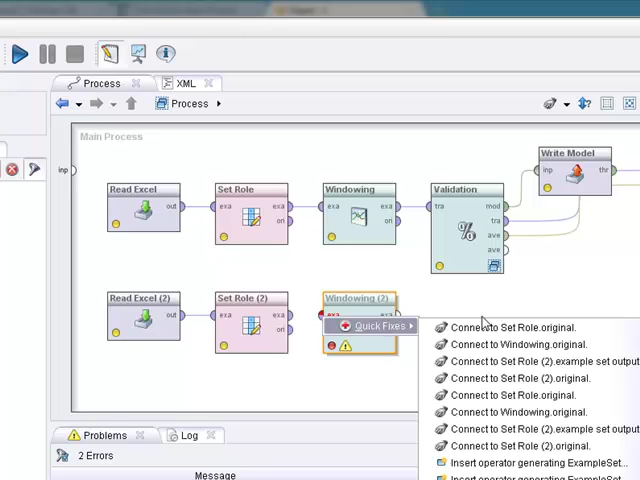 Process
XML
Process
Main Process
inp
Read Excel
out
Set Role
exa
exa
ori
Windowing
exa
exa
ori
Validation
tra
mod
tra
ave
ave
Write Model
inp
thr
Read Excel (2)
out
Set Role (2)
exa
exa
ori
Windowing (2)
exa
exa
Quick Fixes
Connect to Set Role.original.
Connect to Windowing.original.
Connect to Set Role (2).example set output
Connect to Set Role (2).original.
Connect to Set Role.original.
Connect to Windowing.original.
Connect to Set Role (2).example set output
Connect to Set Role (2).original.
Insert operator generating ExampleSet...
Problems
Log
2 Errors
Message